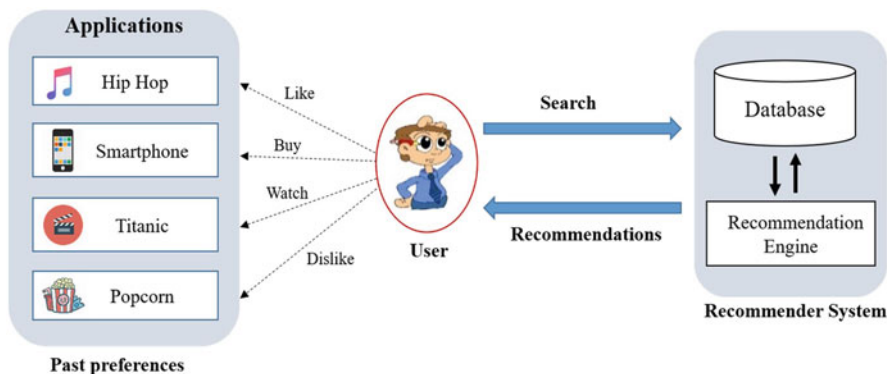 Applications
Hip Hop
Smartphone
Titanic
Popcorn
Past preferences
Like
Buy
Watch
Dislike
User
Search
Recommendations
Database
Recommendation
Engine
Recommender System